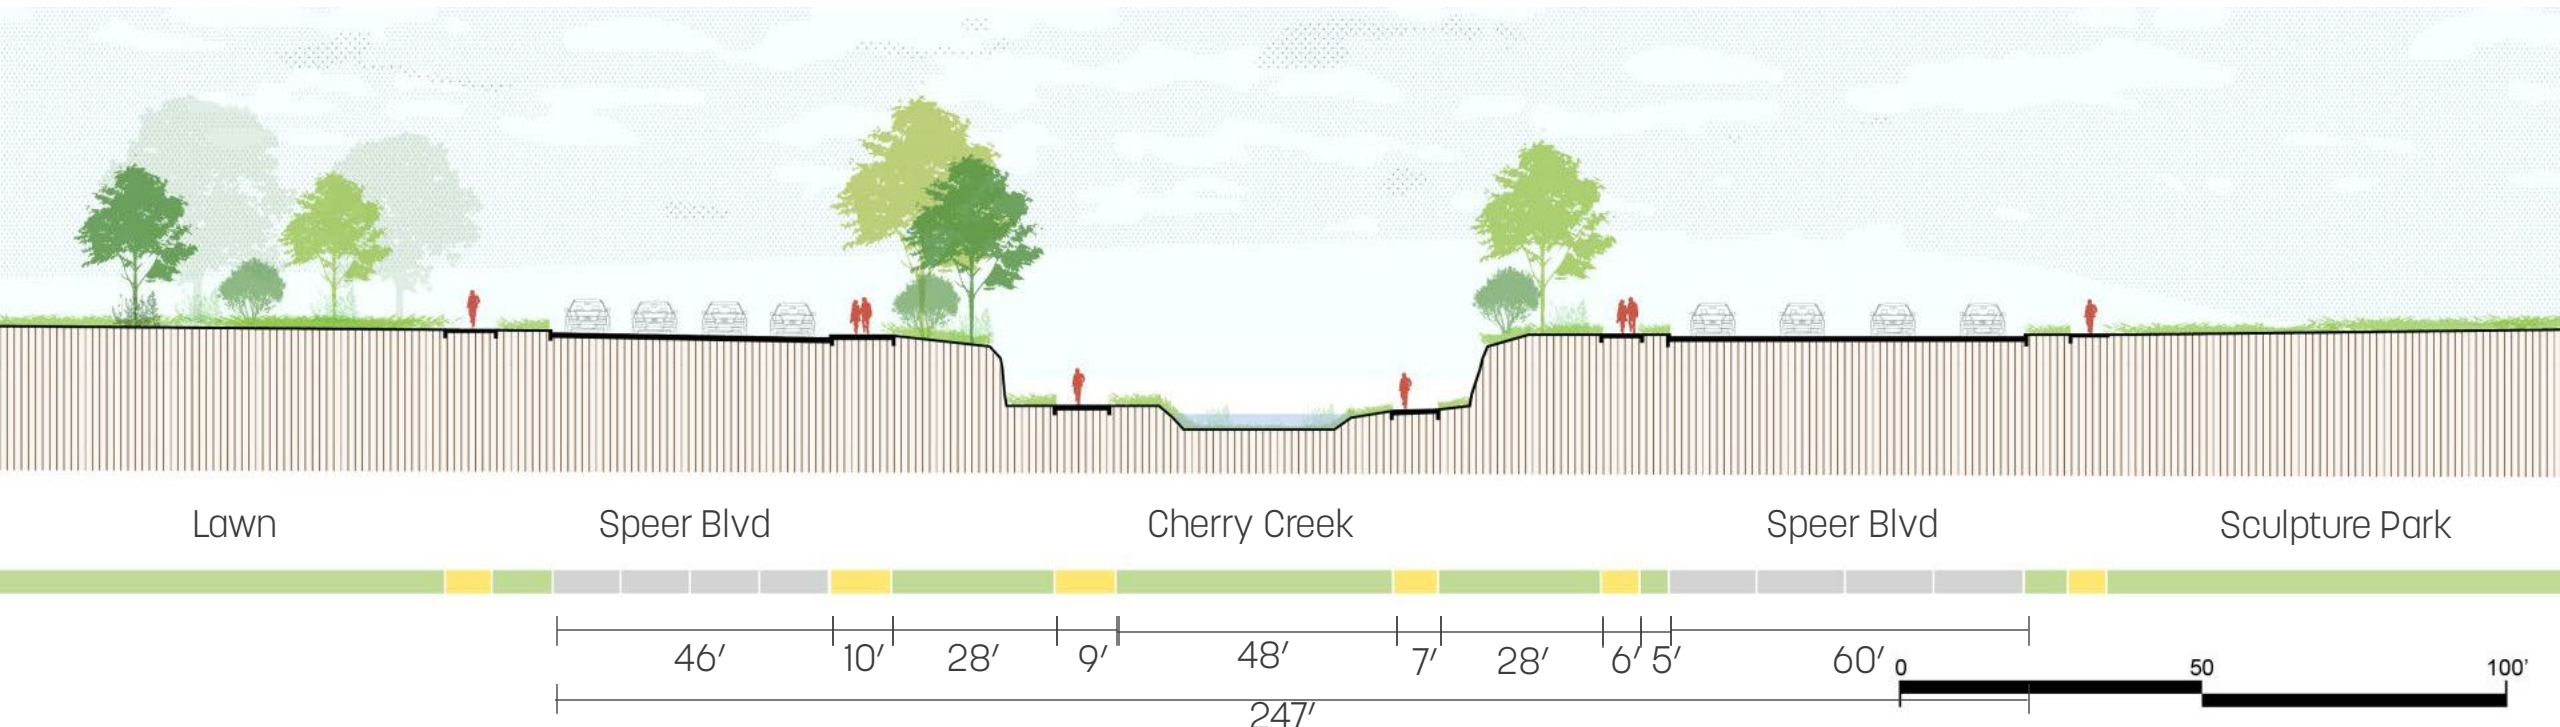 Lawn
Speer Blvd
Cherry Creek
Speer Blvd
Sculpture Park
46′
10′
28′
9′
48′
7′
28′
6′
5′
60′
0
50
100'
247′